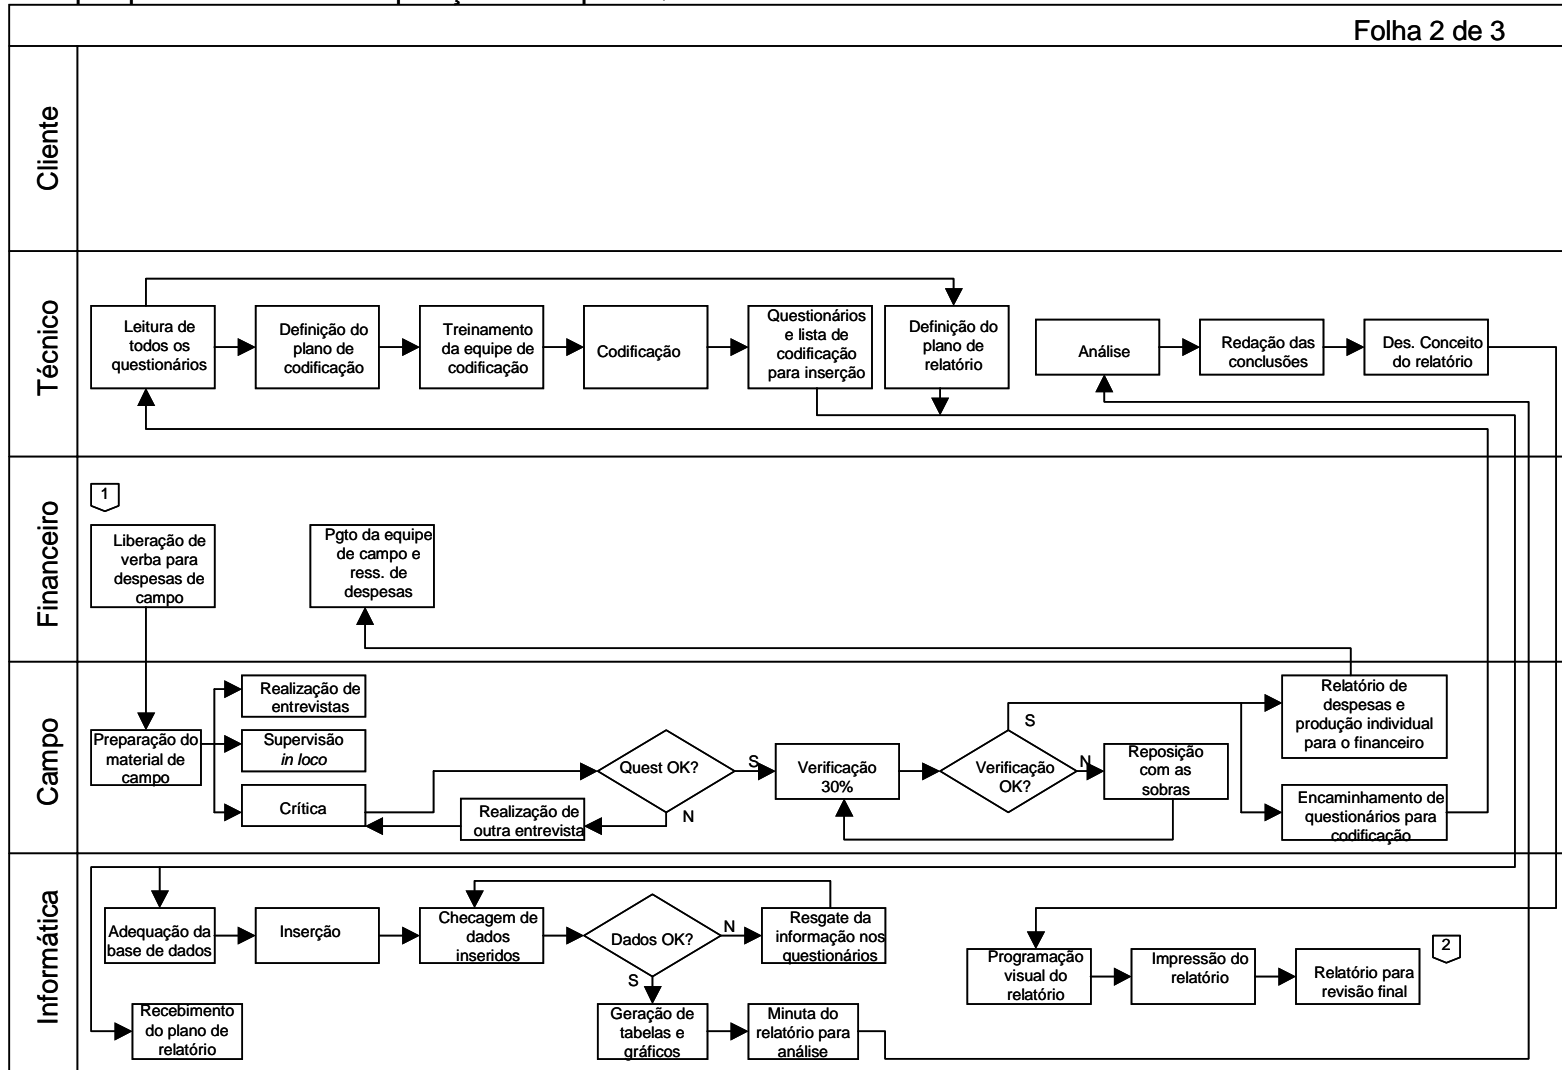 Folha 2 de 3
Cliente
Técnico
Leitura de
todos os
questionários
Definição do
plano de
codificação
Treinamento
da equipe de
codificação
Codificação
Questionários
e lista de
codificação
para inserção
Definição do
plano de
relatório
Análise
Redação das
conclusões
Des. Conceito
do relatório
Financeiro
1
Liberação de
verba para
despesas de
campo
Pgto da equipe
de campo e
ress. de
despesas
Campo
Preparação do
material de
campo
Realização de
entrevistas
Supervisão
in loco
Crítica
Quest OK?
S
N
Realização de
outra entrevista
Verificação
30%
Verificação
OK?
S
N
Reposição
com as
sobras
Relatório de
despesas e
produção individual
para o financeiro
Encaminhamento de
questionários para
codificação
Informática
Adequação da
base de dados
Inserção
Checagem de
dados
inseridos
Dados OK?
N
S
Resgate da
informação nos
questionários
Recebimento
do plano de
relatório
Geração de
tabelas e
gráficos
Minuta do
relatório para
análise
Programação
visual do
relatório
Impressão do
relatório
Relatório para
revisão final
2